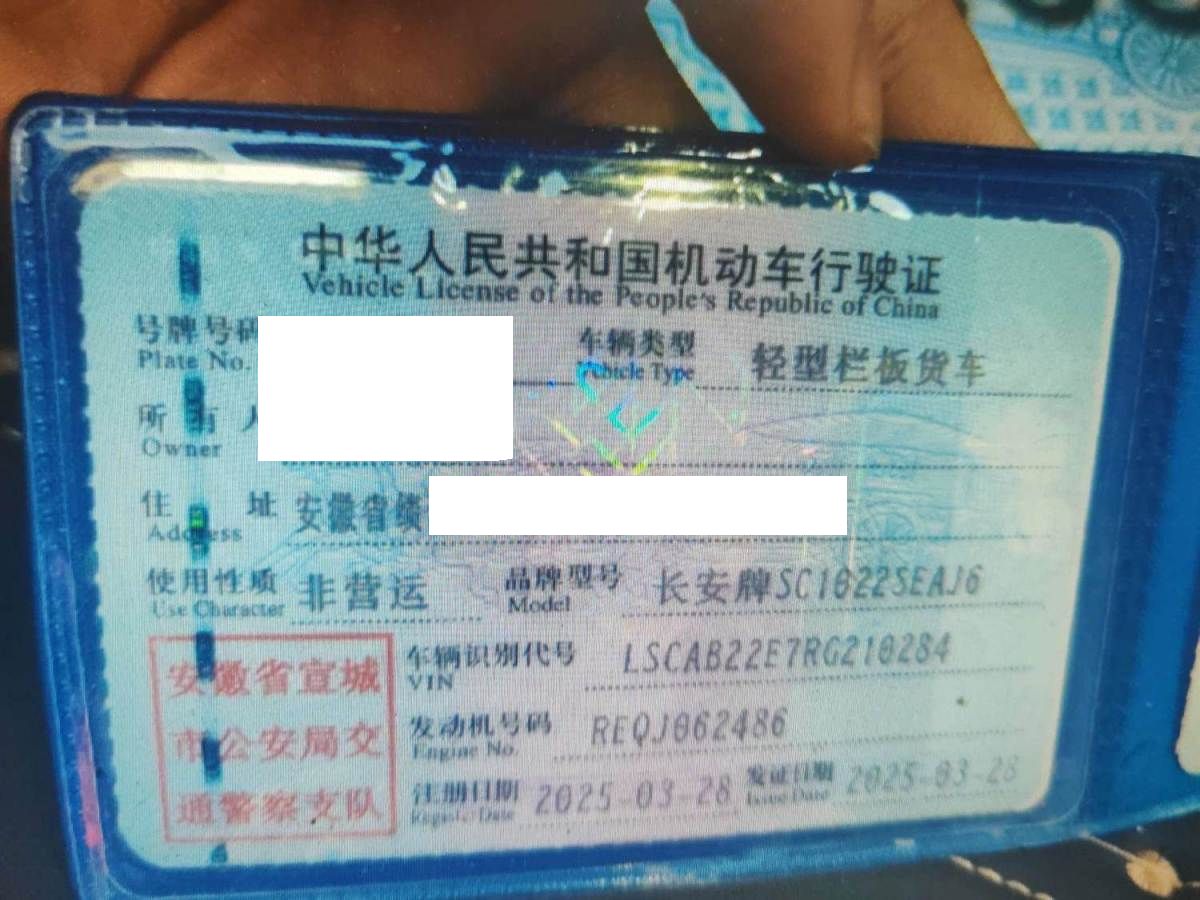 中华人民共和国机动车行驶证
Vehicle License of the People's Republic of China
号牌号码
Plate No.
车辆类型 轻型栏板货车
Vehicle Type
所有人
Owner
住址 安徽省绩
Address
使用性质 非营运
Use Character
品牌型号 长安牌SC1022SEAJ6
Model
车辆识别代号 LSCAB22E7RG210284
VIN
发动机号码 REQJ062486
Engine No.
注册日期 2025-03-28
Register Date
发证日期 2025-03-28
Issue Date
安徽省宣城
市公安局交
通警察支队